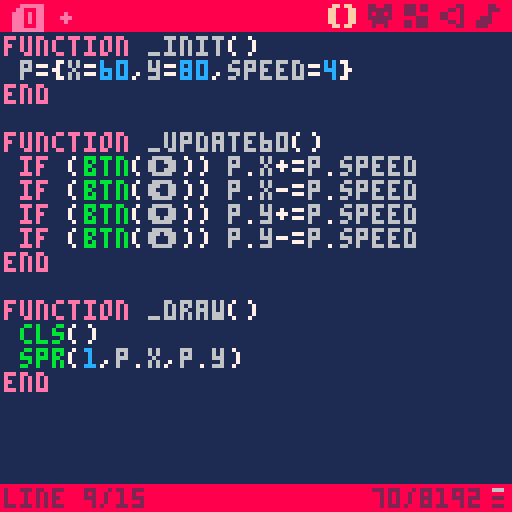 0 +
FUNCTION _INIT()
P={X=60,Y=80,SPEED=4}
END
FUNCTION _UPDATE60()
IF (BTN(➡️)) P.X+=P.SPEED
IF (BTN(⬅️)) P.X-=P.SPEED
IF (BTN(⬇️)) P.Y+=P.SPEED
IF (BTN(⬆️)) P.Y-=P.SPEED
END
FUNCTION _DRAW()
CLS()
SPR(1,P.X,P.Y)
END
LINE 9/15 70/8192